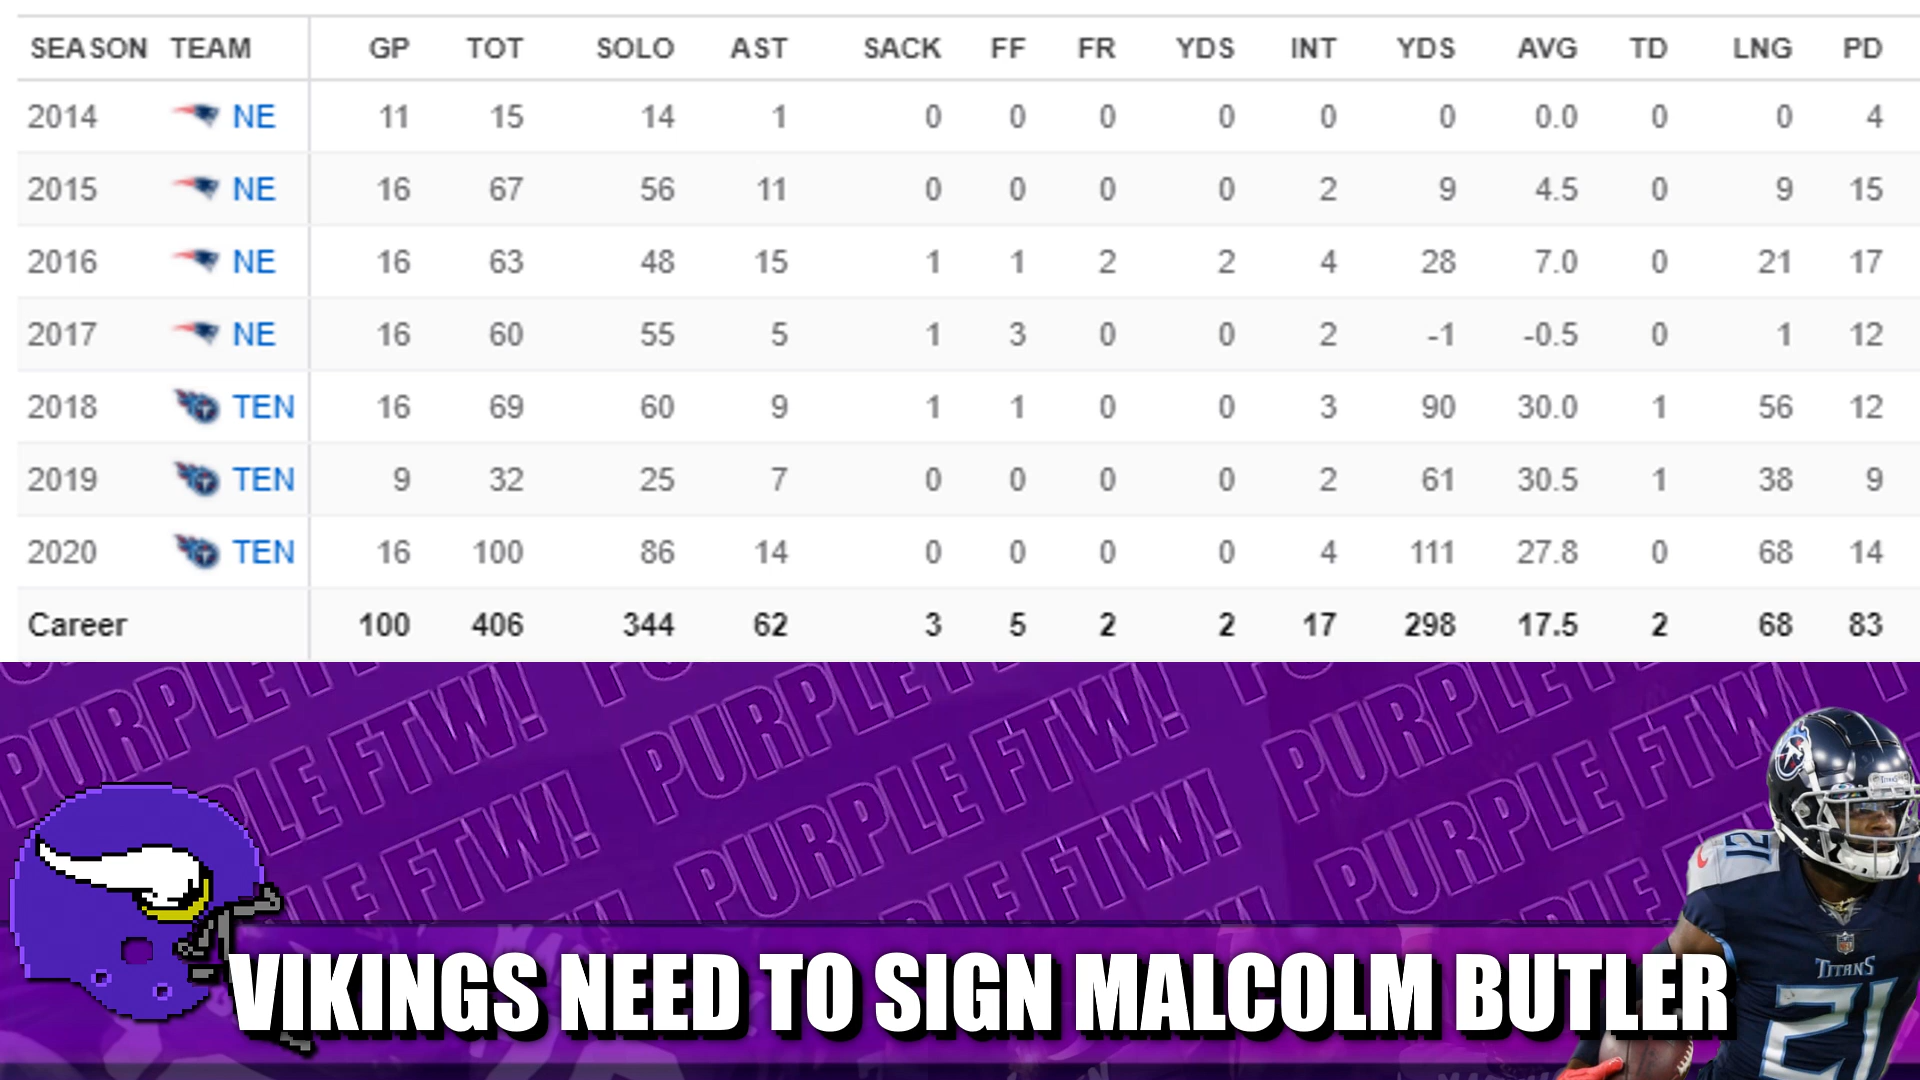 SEASON TEAM GP TOT SOLO AST SACK FF FR YDS INT YDS AVG TD LNG PD
2014 NE 11 15 14 1 0 0 0 0 0 0 0.0 0 0 4
2015 NE 16 67 56 11 0 0 0 0 2 9 4.5 0 9 15
2016 NE 16 63 48 15 1 1 2 2 4 28 7.0 0 21 17
2017 NE 16 60 55 5 1 3 0 0 2 -1 -0.5 0 1 12
2018 TEN 16 69 60 9 1 1 0 0 3 90 30.0 1 56 12
2019 TEN 9 32 25 7 0 0 0 0 2 61 30.5 1 38 9
2020 TEN 16 100 86 14 0 0 0 0 4 111 27.8 0 68 14
Career 100 406 344 62 3 5 2 2 17 298 17.5 2 68 83
PURPLE FTW!
PURPLE FTW!
PURPLE FTW!
PURPLE FTW!
VIKINGS NEED TO SIGN MALCOLM BUTLER
21
TITANS
21